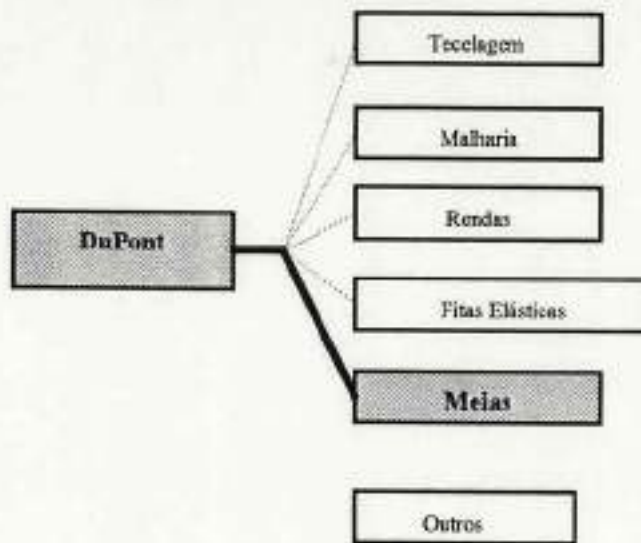 Tecelagem
Malharia
Rendas
DuPont
Fitas Elásticas
Meias
Outros